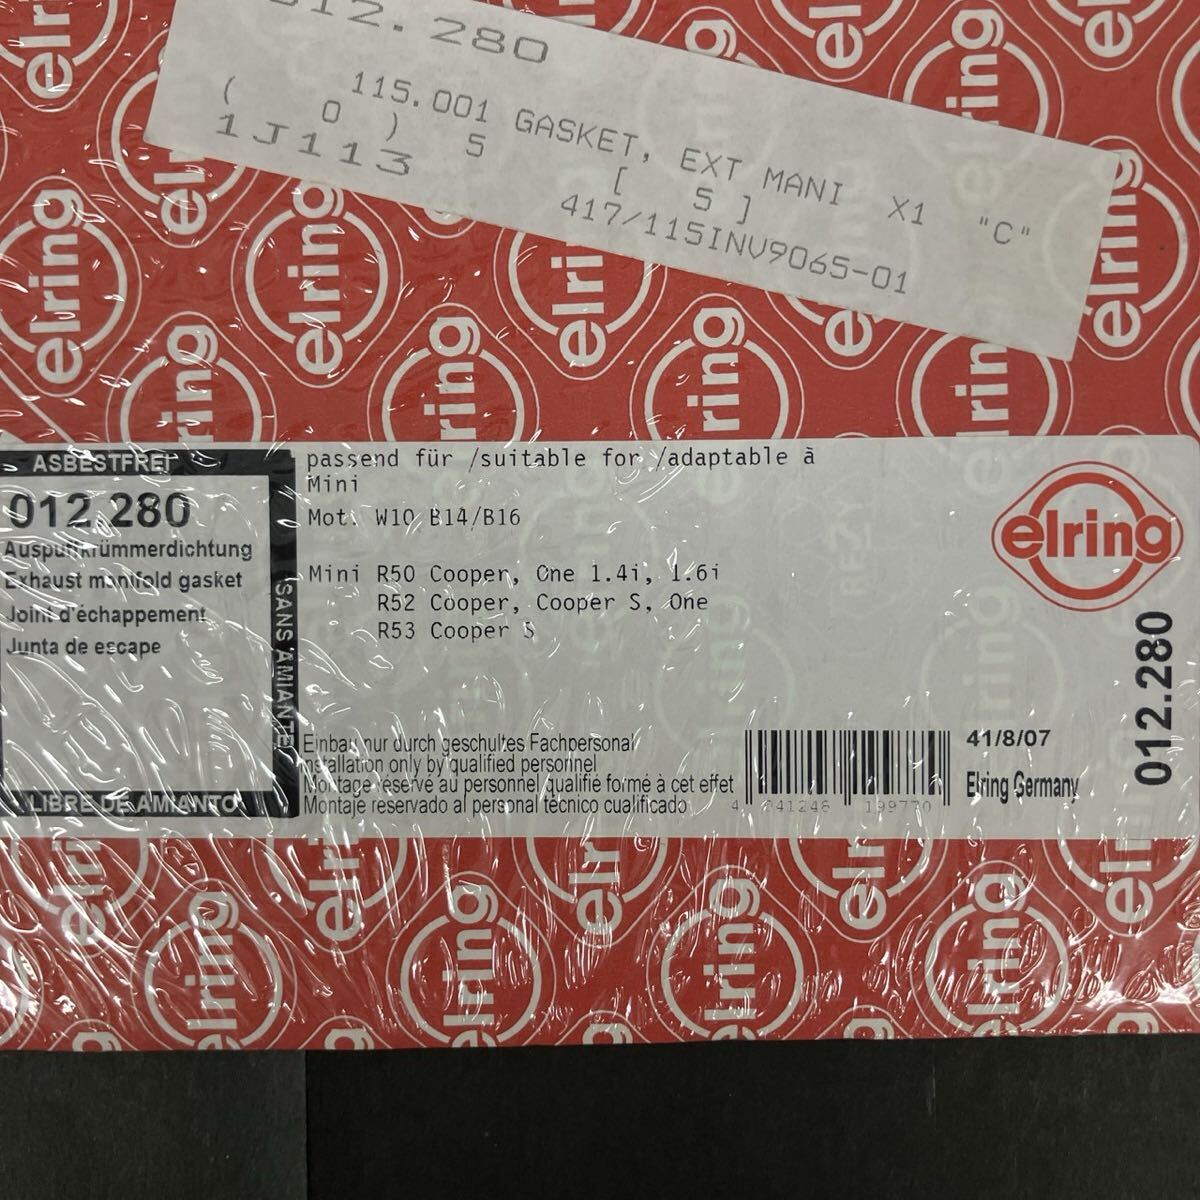 012.280
115.001 GASKET, EXT MANI X1 "C"
( 0 ) 5 [ 5 ]
1J113 417/115INV9065-01
ASBESTFREI
012.280
Auspuffkrümmerdichtung
Exhaust manifold gasket
Joint d'échappement
Junta de escape
SANS AMIANTE
LIBRE DE AMIANTO
passend für /suitable for /adaptable à
Mini
Mot. W10 B14/B16
Mini R50 Cooper, One 1.4i, 1.6i
R52 Cooper, Cooper S, One
R53 Cooper S
Einbau nur durch geschultes Fachpersonal
Installation only by qualified personnel
Montage réservé au personnel qualifié formé à cet effet
Montaje reservado al personal técnico cualificado
4 041248 199770
41/8/07
Elring Germany
elring
012.280